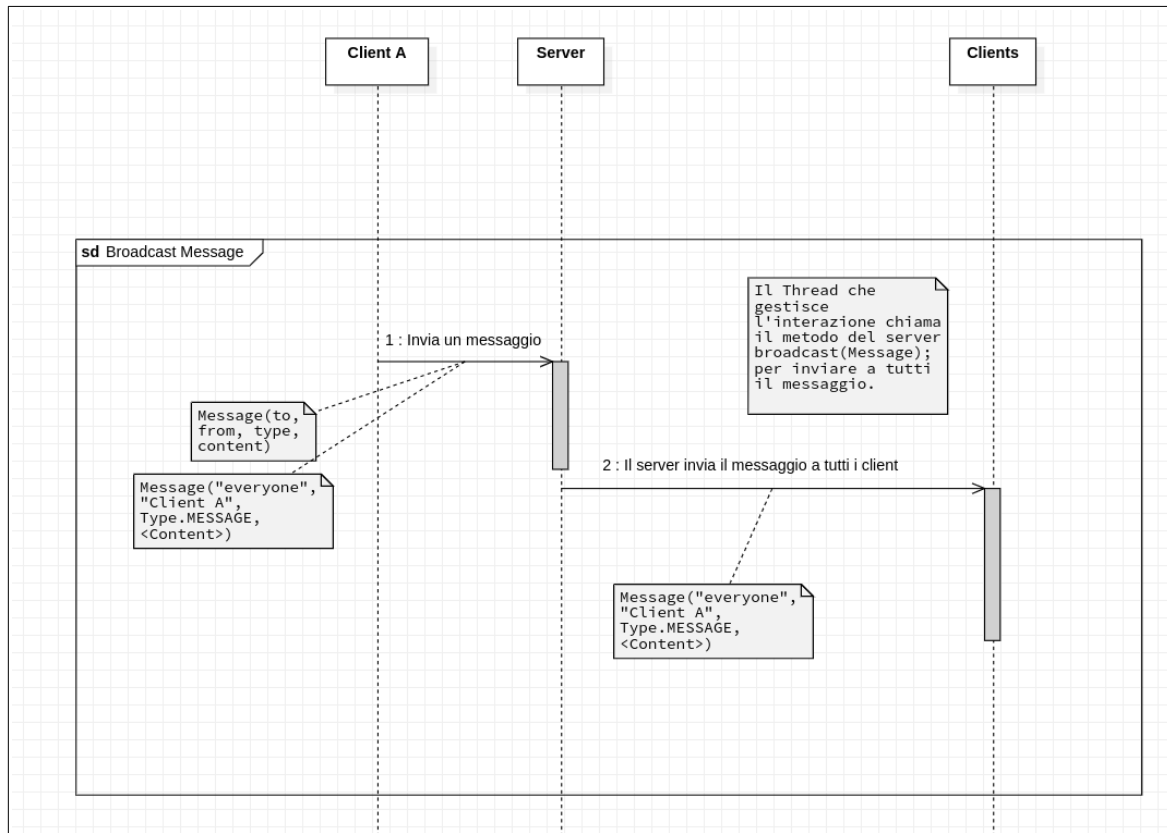 Client A
Server
Clients
sd Broadcast Message
Il Thread che
gestisce
l'interazione chiama
il metodo del server
broadcast(Message);
per inviare a tutti
il messaggio.
1 : Invia un messaggio
Message(to,
from, type,
content)
Message("everyone",
"Client A",
Type.MESSAGE,
<Content>)
2 : Il server invia il messaggio a tutti i client
Message("everyone",
"Client A",
Type.MESSAGE,
<Content>)